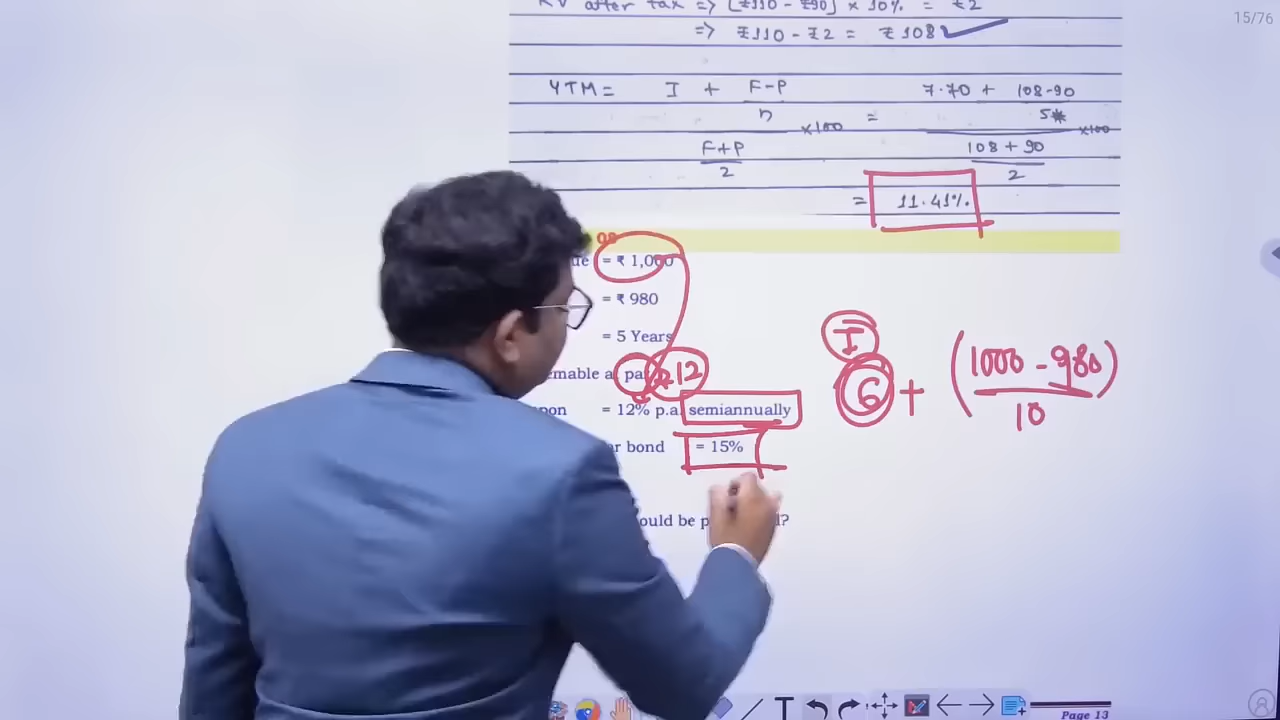 15/76
RV after tax => [₹110 - ₹90] × 10% = ₹2
=> ₹110 - ₹2 = ₹108
YTM = I + F-P 7.70 + 108-90
n × 100 = 5 × 100
F+P 108 + 90
2 2
= 11.41%
= ₹ 1,000
= ₹ 980
= 5 Years
I
par 12
6 + (1000 - 980)
10
= 12% p.a. semiannually
bond = 15%
be
Page 13